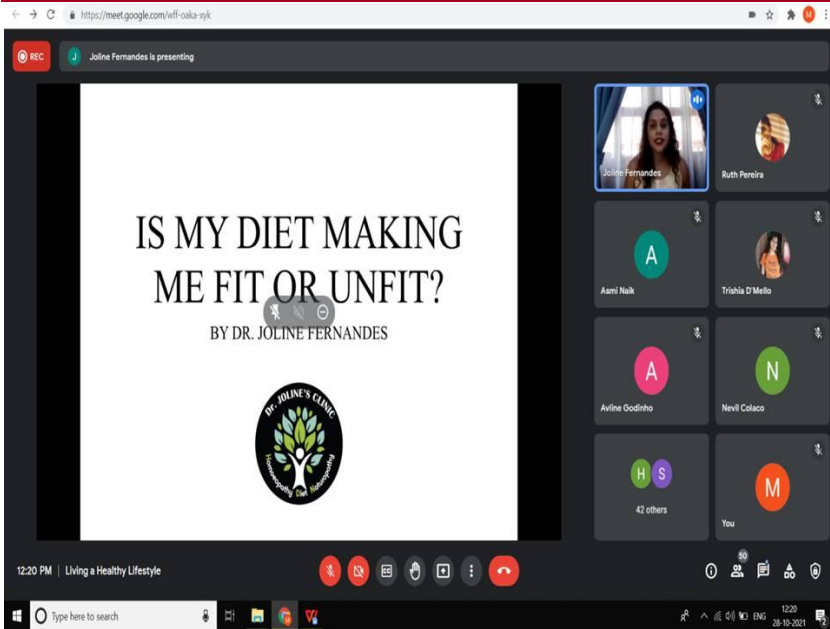 https://meet.google.com/wff-oaka-xyk
M
REC
J
Joline Fernandes is presenting
IS MY DIET MAKING
ME FIT OR UNFIT?
BY DR. JOLINE FERNANDES
Dr. JOLINE'S CLINIC
Homoeopathy Diet Naturopathy
Joline Fernandes
Ruth Pereira
A
Asmi Naik
Trishia D'Mello
A
Avline Godinho
N
Nevil Colaco
H S
42 others
M
You
12:20 PM | Living a Healthy Lifestyle
CC
50
Type here to search
ENG
12:20
28-10-2021
2